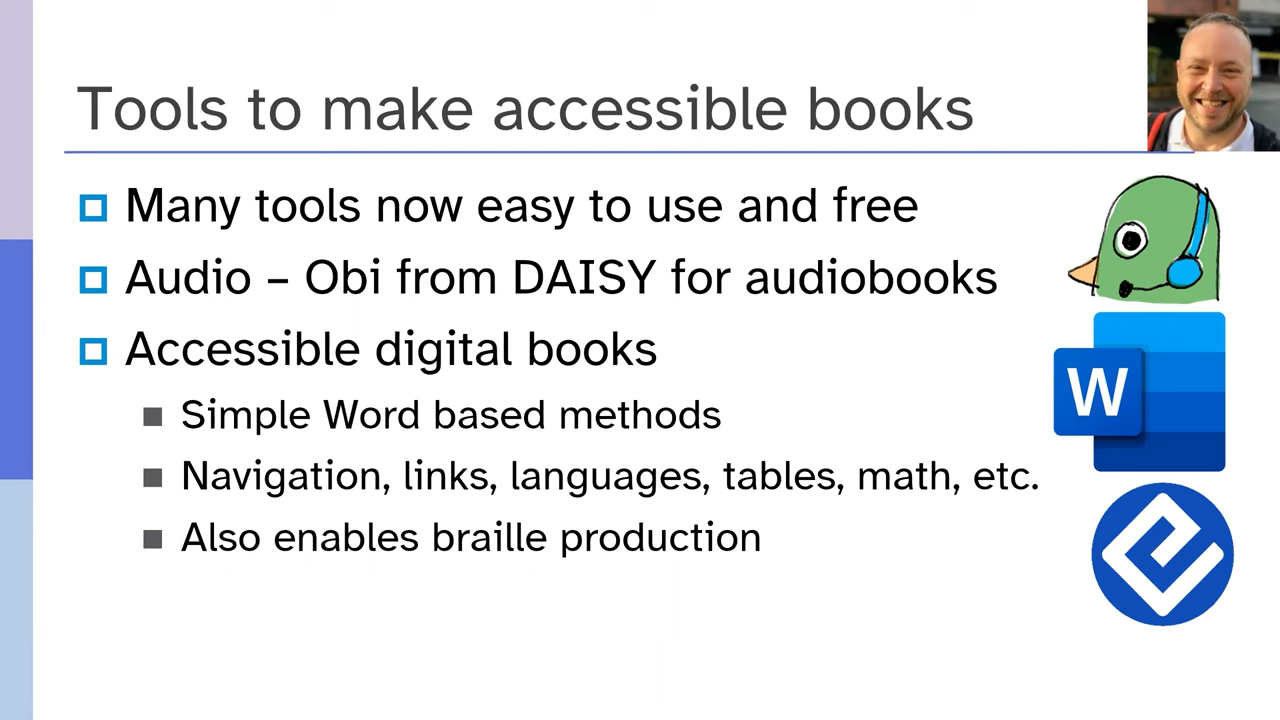 Tools to make accessible books
Many tools now easy to use and free
Audio – Obi from DAISY for audiobooks
Accessible digital books
Simple Word based methods
W
Navigation, links, languages, tables, math, etc.
Also enables braille production